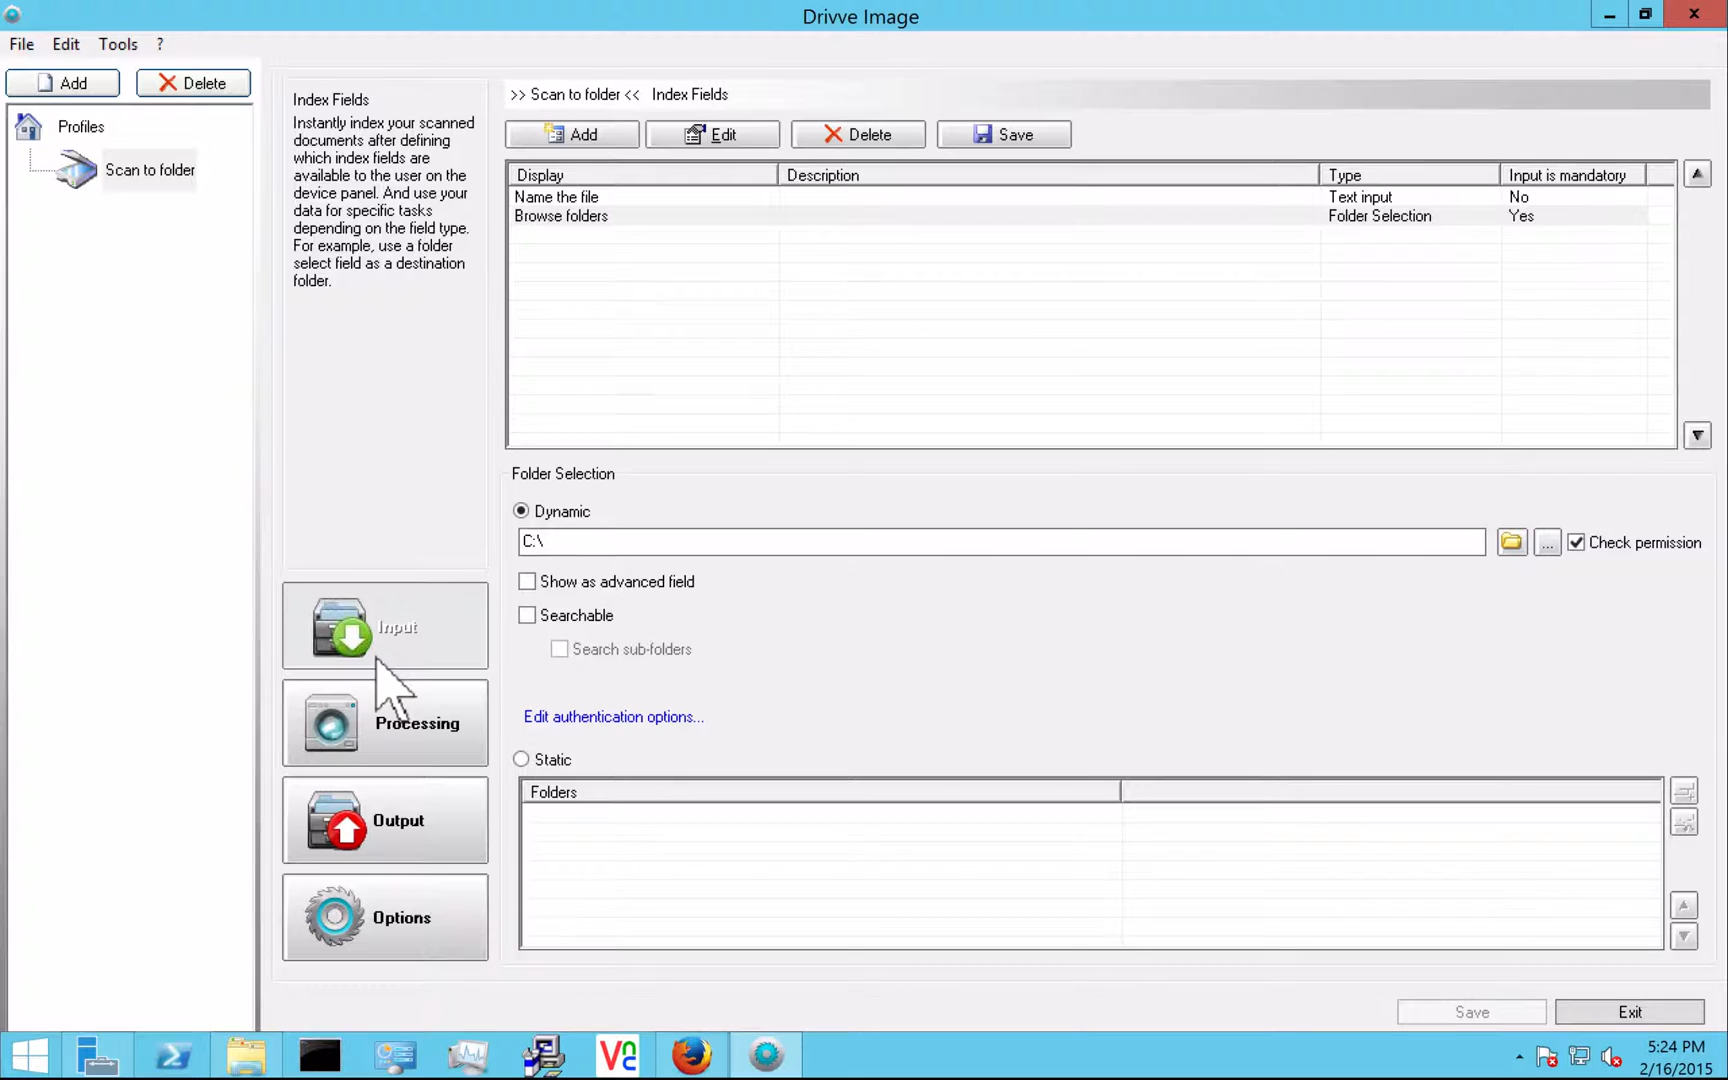 Drivve Image
File Edit Tools ?
Add Delete
Profiles
Scan to folder
Index Fields
Instantly index your scanned
documents after defining
which index fields are
available to the user on the
device panel. And use your
data for specific tasks
depending on the field type.
For example, use a folder
select field as a destination
folder.
Input
Processing
Output
Options
>> Scan to folder << Index Fields
Add Edit Delete Save
Display Description Type Input is mandatory
Name the file Text input No
Browse folders Folder Selection Yes
Folder Selection
Dynamic
C:\
... Check permission
Show as advanced field
Searchable
Search sub-folders
Edit authentication options...
Static
Folders
Save Exit
VNC
5:24 PM
2/16/2015